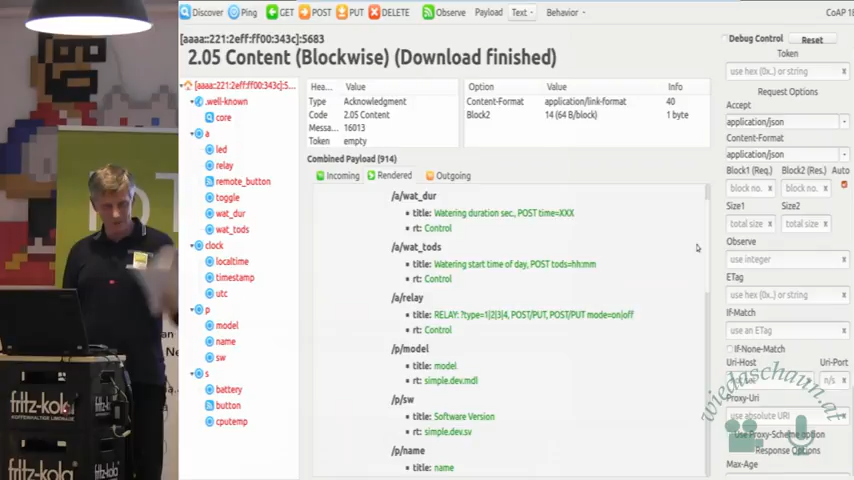 Discover Ping GET POST PUT DELETE Observe Payload Text Behavior CoAP 18
[aaaa::221:2eff:ff00:343c]:5683
2.05 Content (Blockwise) (Download finished)
[aaaa::221:2eff:ff00:343c]:5...
.well-known
core
a
led
relay
remote_button
toggle
wat_dur
wat_tods
clock
localtime
timestamp
utc
p
model
name
sw
s
battery
button
cputemp
Hea... Value
Type Acknowledgment
Code 2.05 Content
Messa... 16013
Token empty
Option Value Info
Content-Format application/link-format 40
Block2 14 (64 B/block) 1 byte
Combined Payload (914)
Incoming Rendered Outgoing
/a/wat_dur
title: Watering duration sec., POST time=XXX
rt: Control
/a/wat_tods
title: Watering start time of day, POST tods=hh:mm
rt: Control
/a/relay
title: RELAY: ?type=1|2|3|4, POST/PUT, POST/PUT mode=on|off
rt: Control
/p/model
title: model
rt: simple.dev.mdl
/p/sw
title: Software Version
rt: simple.dev.sv
/p/name
title: name
Debug Control Reset
Token
use hex (0x..) or string x
Request Options
Accept
application/json
Content-Format
application/json
Block1 (Req.) Block2 (Res.) Auto
block no. x block no. x
Size1 Size2
total size x total size x
Observe
use integer x
ETag
use hex (0x..) or string x
If-Match
use an ETag x
If-None-Match
Uri-Host Uri-Port
n/s x
Proxy-Uri
use absolute URI x
Use Proxy-Scheme option
Response Options
Max-Age
wiedaschaun.at
fritz-kola
KOFFEINHALTIGE LIMONADE
fritz-kola